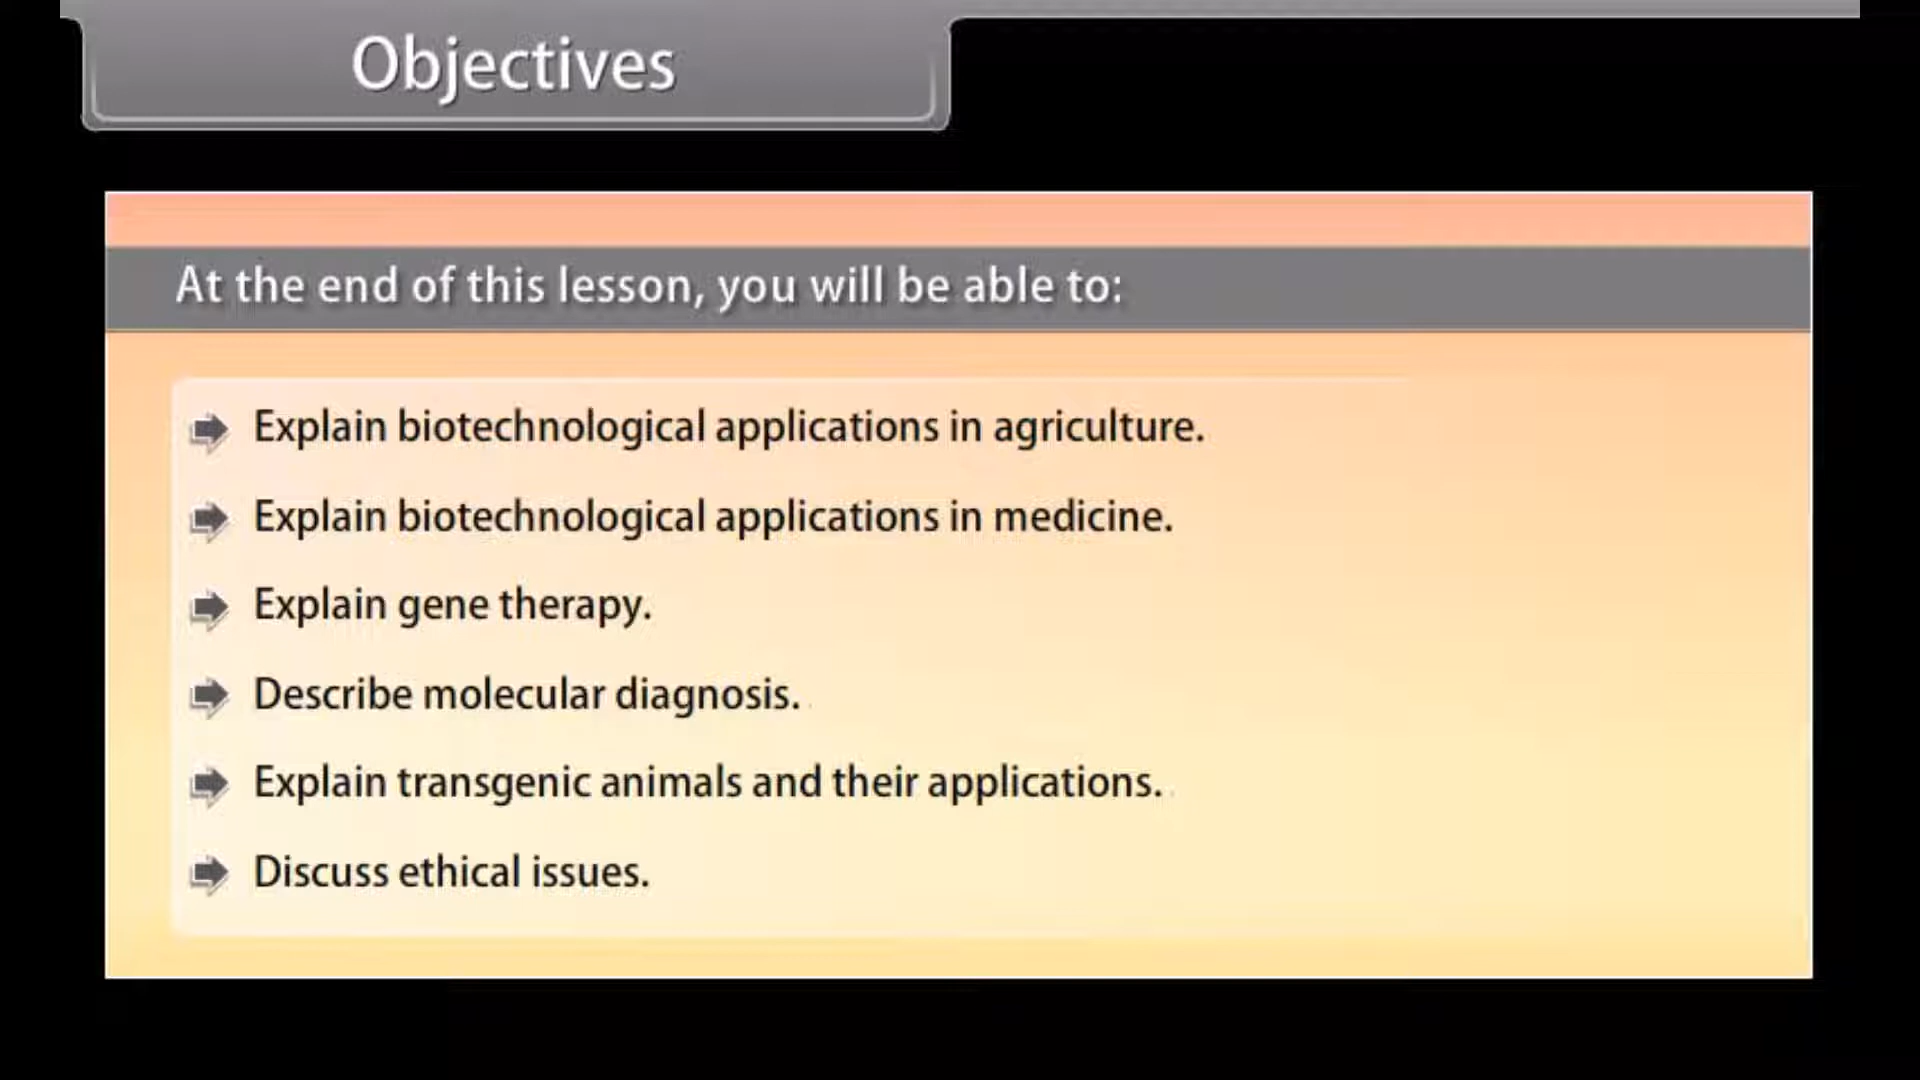 Objectives
At the end of this lesson, you will be able to:
Explain biotechnological applications in agriculture.
Explain biotechnological applications in medicine.
Explain gene therapy.
Describe molecular diagnosis.
Explain transgenic animals and their applications.
Discuss ethical issues.